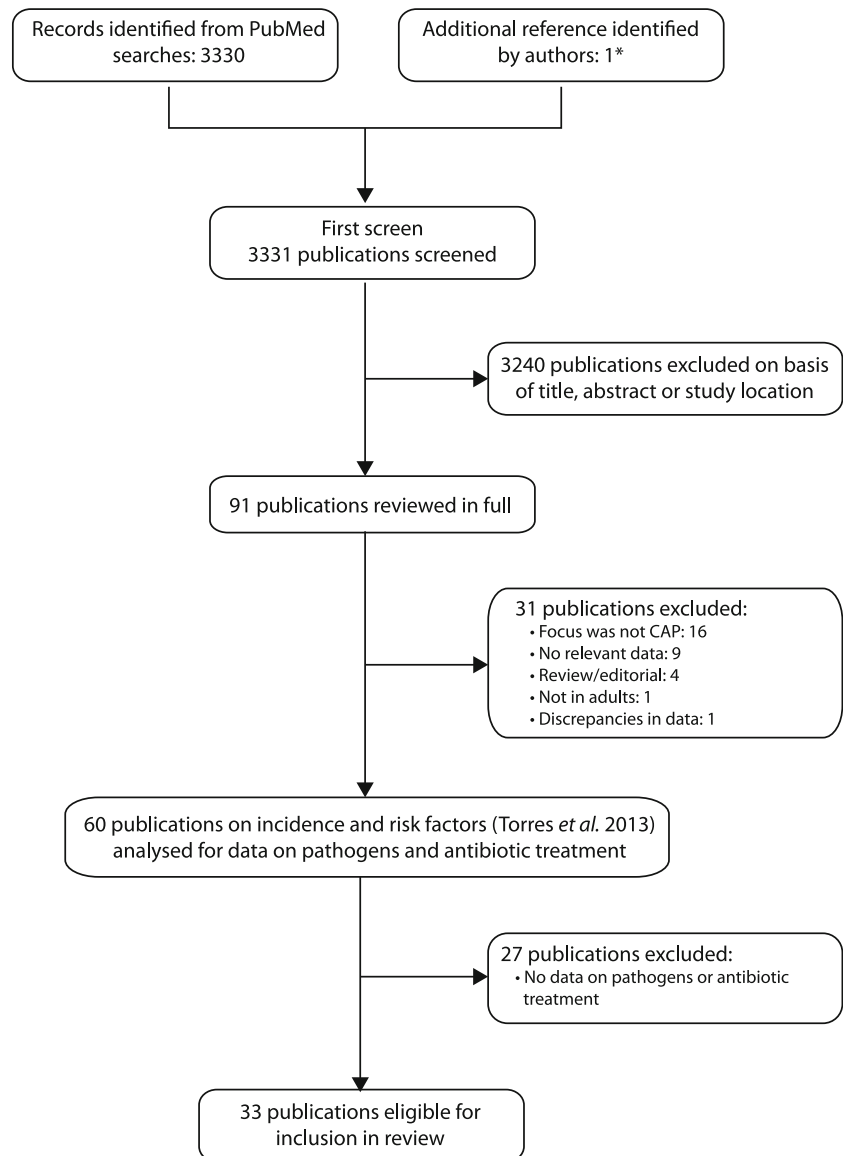 Records identified from PubMed
searches: 3330
Additional reference identified
by authors: 1*
First screen
3331 publications screened
3240 publications excluded on basis
of title, abstract or study location
91 publications reviewed in full
31 publications excluded:
• Focus was not CAP: 16
• No relevant data: 9
• Review/editorial: 4
• Not in adults: 1
• Discrepancies in data: 1
60 publications on incidence and risk factors (Torres et al. 2013)
analysed for data on pathogens and antibiotic treatment
27 publications excluded:
• No data on pathogens or antibiotic
treatment
33 publications eligible for
inclusion in review